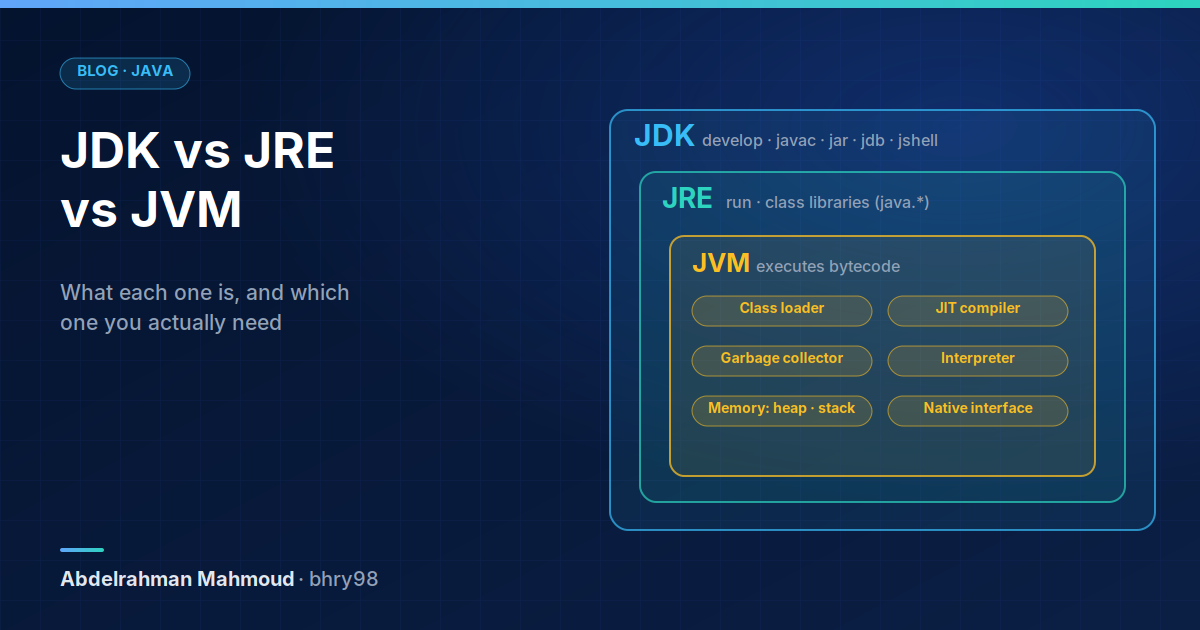 BLOG · JAVA
JDK vs JRE
vs JVM
What each one is, and which
one you actually need
Abdelrahman Mahmoud · bhry98
JDK develop · javac · jar · jdb · jshell
JRE run · class libraries (java.*)
JVM executes bytecode
Class loader
JIT compiler
Garbage collector
Interpreter
Memory: heap · stack
Native interface